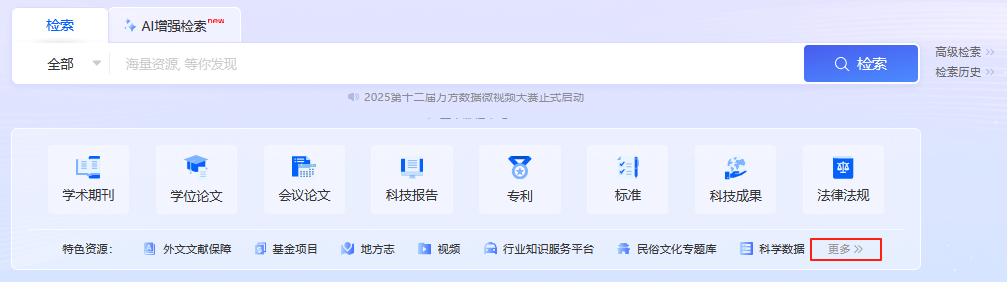 检索 AI增强检索new
全部 海量资源, 等你发现 检索 高级检索 >>
检索历史 >>
2025第十二届万方数据微视频大赛正式启动
学术期刊 学位论文 会议论文 科技报告 专利 标准 科技成果 法律法规
特色资源： 外文文献保障 基金项目 地方志 视频 行业知识服务平台 民俗文化专题库 科学数据 更多 >>